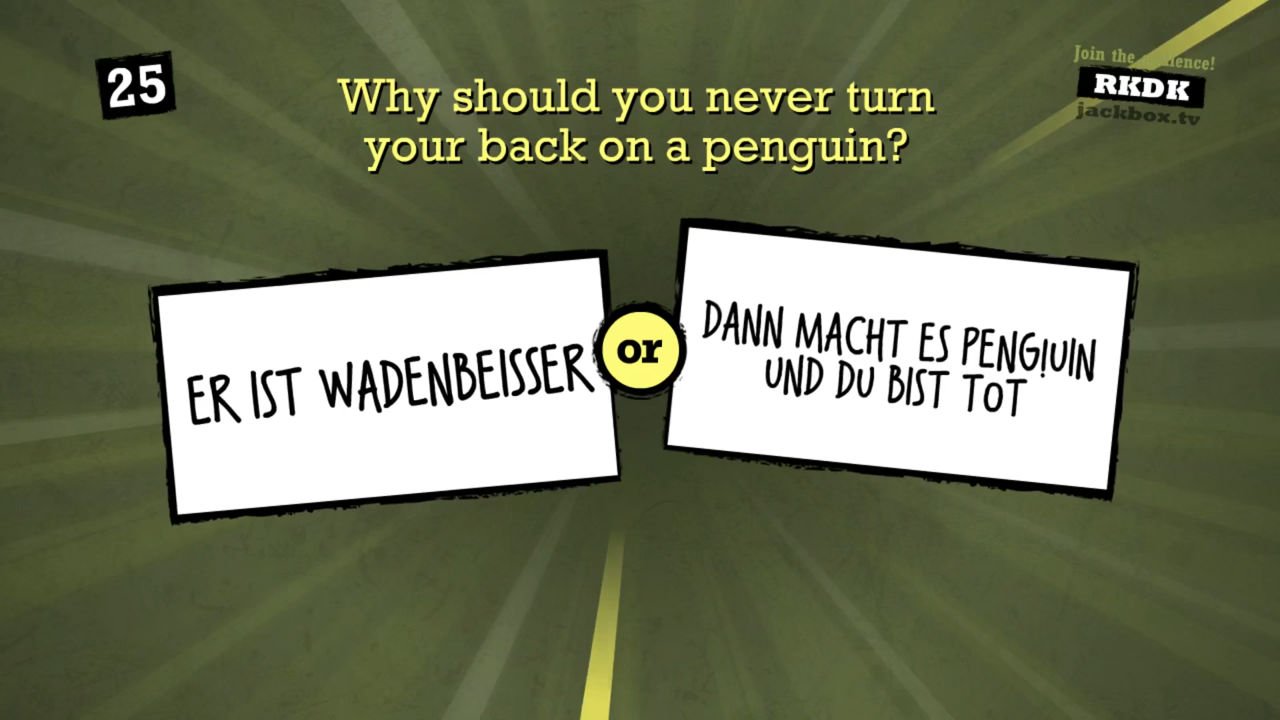 25
Why should you never turn
your back on a penguin?
Join the
RKDK
jackbox.tv
ER IST WADENBEISSER
or
DANN MACHT ES PENG!UIN
UND DU BIST TOT